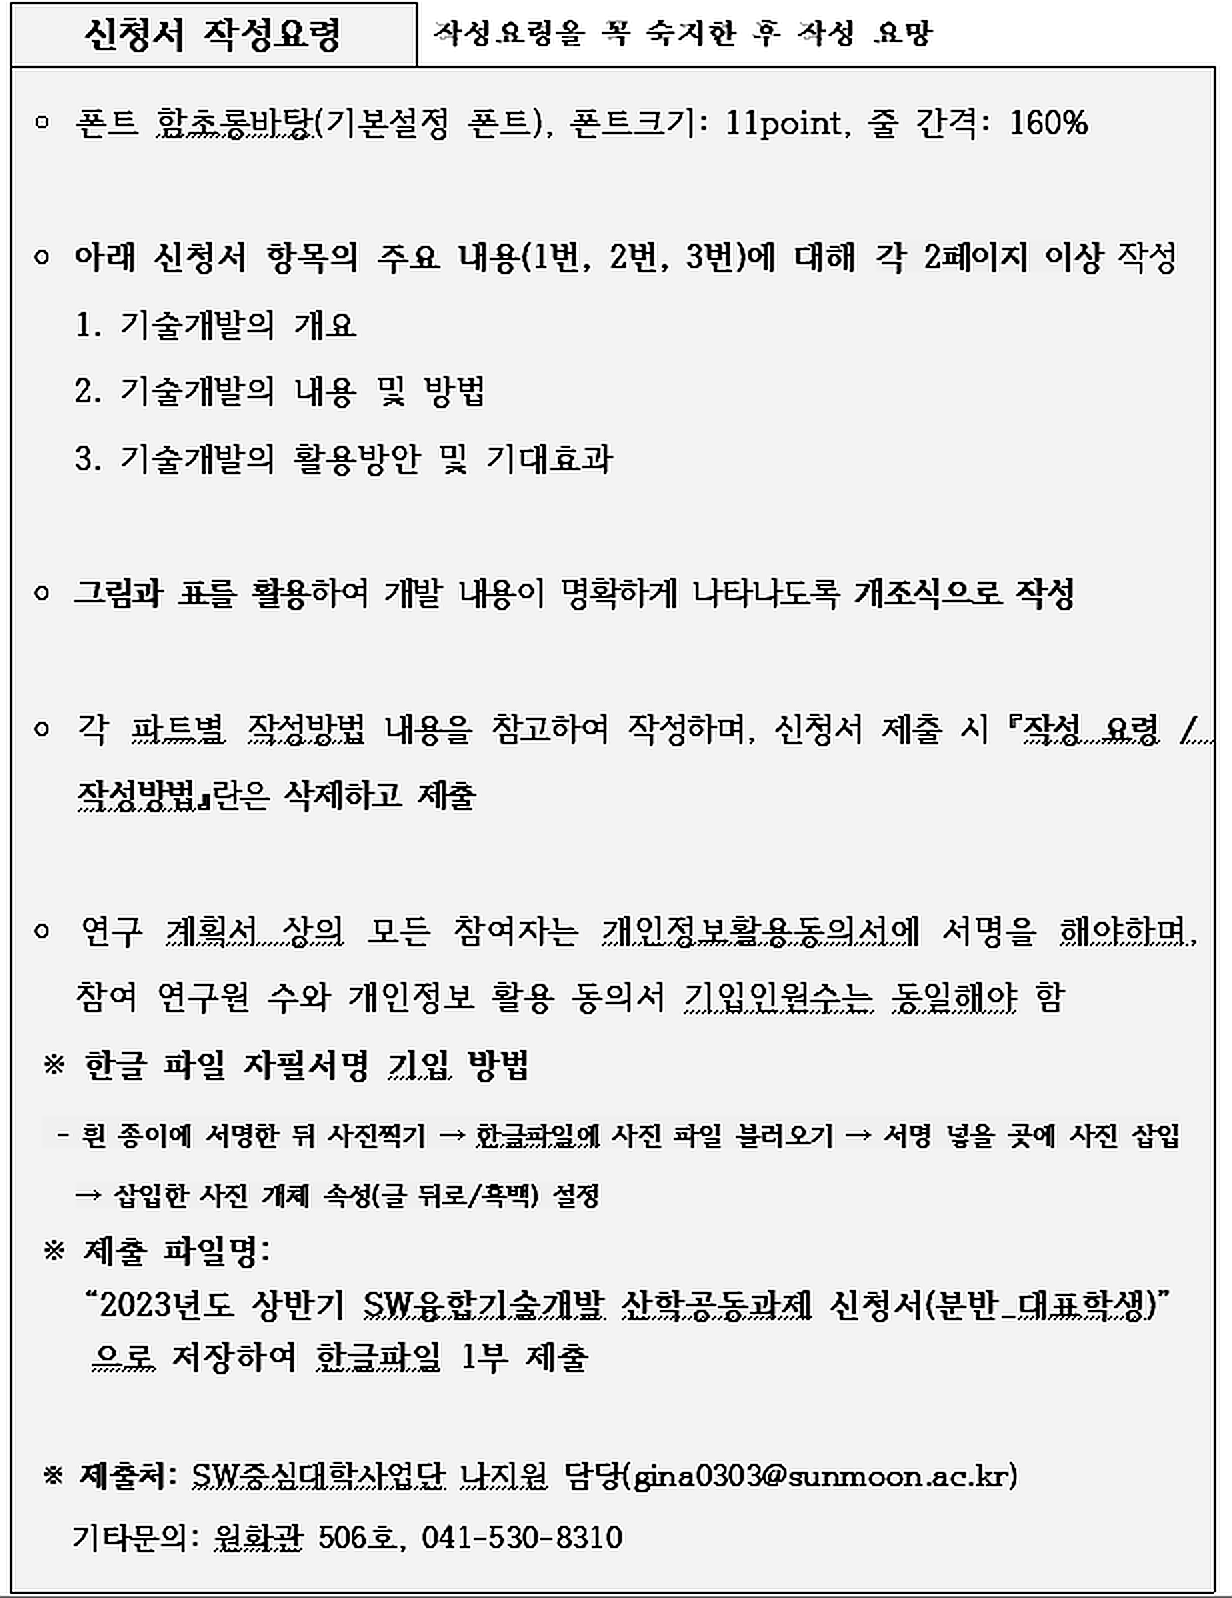 신청서 작성요령 작성요령을 꼭 숙지한 후 작성 요망
○ 폰트 함초롱바탕(기본설정 폰트), 폰트크기: 11point, 줄 간격: 160%
○ 아래 신청서 항목의 주요 내용(1번, 2번, 3번)에 대해 각 2페이지 이상 작성
1. 기술개발의 개요
2. 기술개발의 내용 및 방법
3. 기술개발의 활용방안 및 기대효과
○ 그림과 표를 활용하여 개발 내용이 명확하게 나타나도록 개조식으로 작성
○ 각 파트별 작성방법 내용을 참고하여 작성하며, 신청서 제출 시 『작성 요령 /
작성방법』란은 삭제하고 제출
○ 연구 계획서 상의 모든 참여자는 개인정보활용동의서에 서명을 해야하며,
참여 연구원 수와 개인정보 활용 동의서 기입인원수는 동일해야 함
※ 한글 파일 자필서명 기입 방법
- 흰 종이에 서명한 뒤 사진찍기 → 한글파일에 사진 파일 불러오기 → 서명 넣을 곳에 사진 삽입
→ 삽입한 사진 개체 속성(글 뒤로/흑백) 설정
※ 제출 파일명:
“2023년도 상반기 SW융합기술개발 산학공동과제 신청서(분반_대표학생)”
으로 저장하여 한글파일 1부 제출
※ 제출처: SW중심대학사업단 나지원 담당(gina0303@sunmoon.ac.kr)
기타문의: 원화관 506호, 041-530-8310